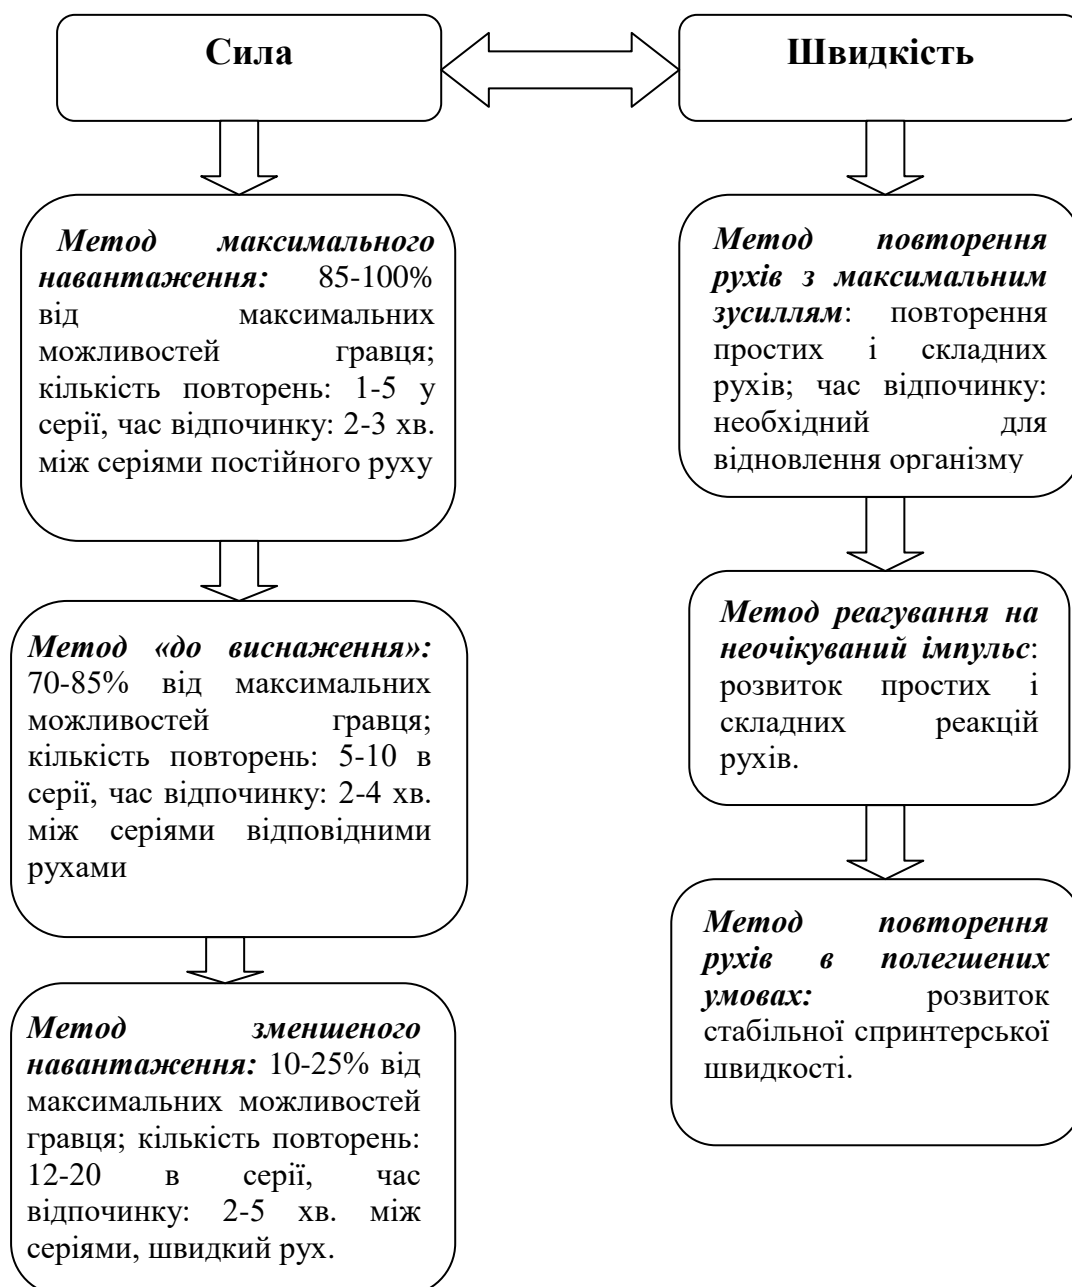 Сила
Метод максимального
навантаження: 85-100%
від максимальних
можливостей гравця;
кількість повторень: 1-5 у
серії, час відпочинку: 2-3 хв.
між серіями постійного руху
Метод «до виснаження»:
70-85% від максимальних
можливостей гравця;
кількість повторень: 5-10 в
серії, час відпочинку: 2-4 хв.
між серіями відповідними
рухами
Метод зменшеного
навантаження: 10-25% від
максимальних можливостей
гравця; кількість повторень:
12-20 в серії, час
відпочинку: 2-5 хв. між
серіями, швидкий рух.
Швидкість
Метод повторення
рухів з максимальним
зусиллям: повторення
простих і складних
рухів; час відпочинку:
необхідний для
відновлення організму
Метод реагування на
неочікуваний імпульс:
розвиток простих і
складних реакцій
рухів.
Метод повторення
рухів в полегшених
умовах: розвиток
стабільної спринтерської
швидкості.